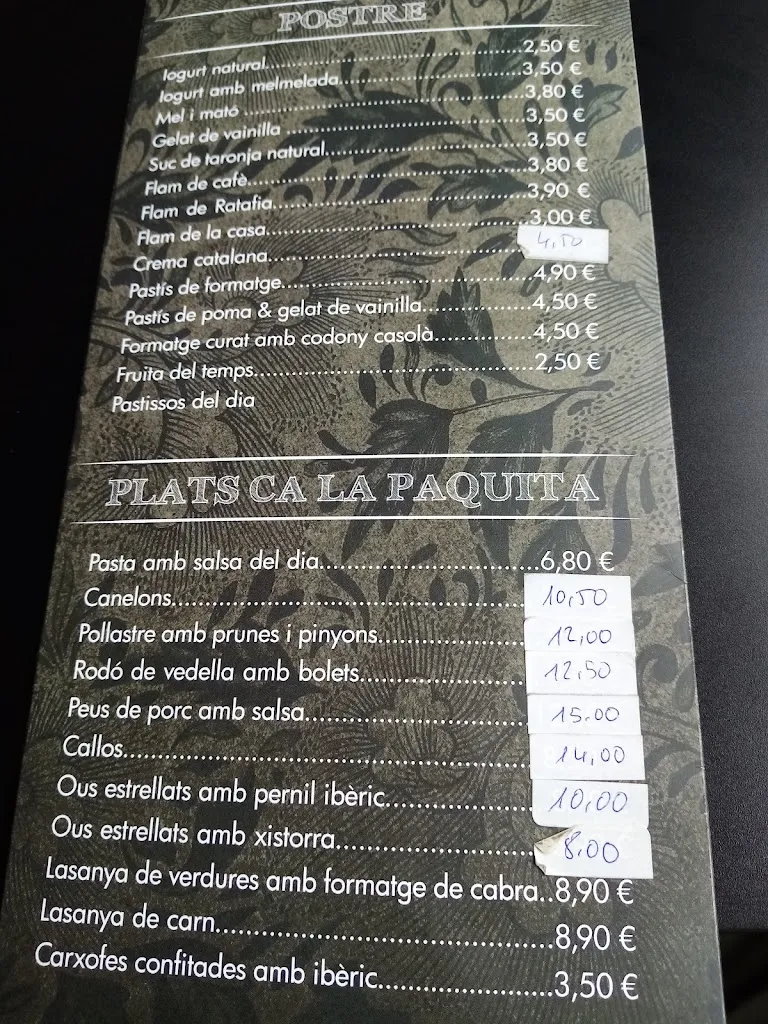 POSTRE
Iogurt natural..............................2,50 €
Iogurt amb melmelada..............................3,50 €
Mel i mató..............................3,80 €
Gelat de vainilla..............................3,50 €
Suc de taronja natural..............................3,50 €
Flam de cafè..............................3,80 €
Flam de Ratafia..............................3,90 €
Flam de la casa..............................3,00 €
Crema catalana..............................4,50
Pastís de formatge..............................4,90 €
Pastís de poma & gelat de vainilla....................4,50 €
Formatge curat amb codony casolà..................4,50 €
Fruita del temps..............................2,50 €
Pastissos del dia
PLATS CA LA PAQUITA
Pasta amb salsa del dia..............................6,80 €
Canelons..............................10,50
Pollastre amb prunes i pinyons....................12,00
Rodó de vedella amb bolets....................12,50
Peus de porc amb salsa....................15.00
Callos..............................14,00
Ous estrellats amb pernil ibèric....................10,00
Ous estrellats amb xistorra....................8.00
Lasanya de verdures amb formatge de cabra..8,90 €
Lasanya de carn..............................8,90 €
Carxofes confitades amb ibèric....................3,50 €